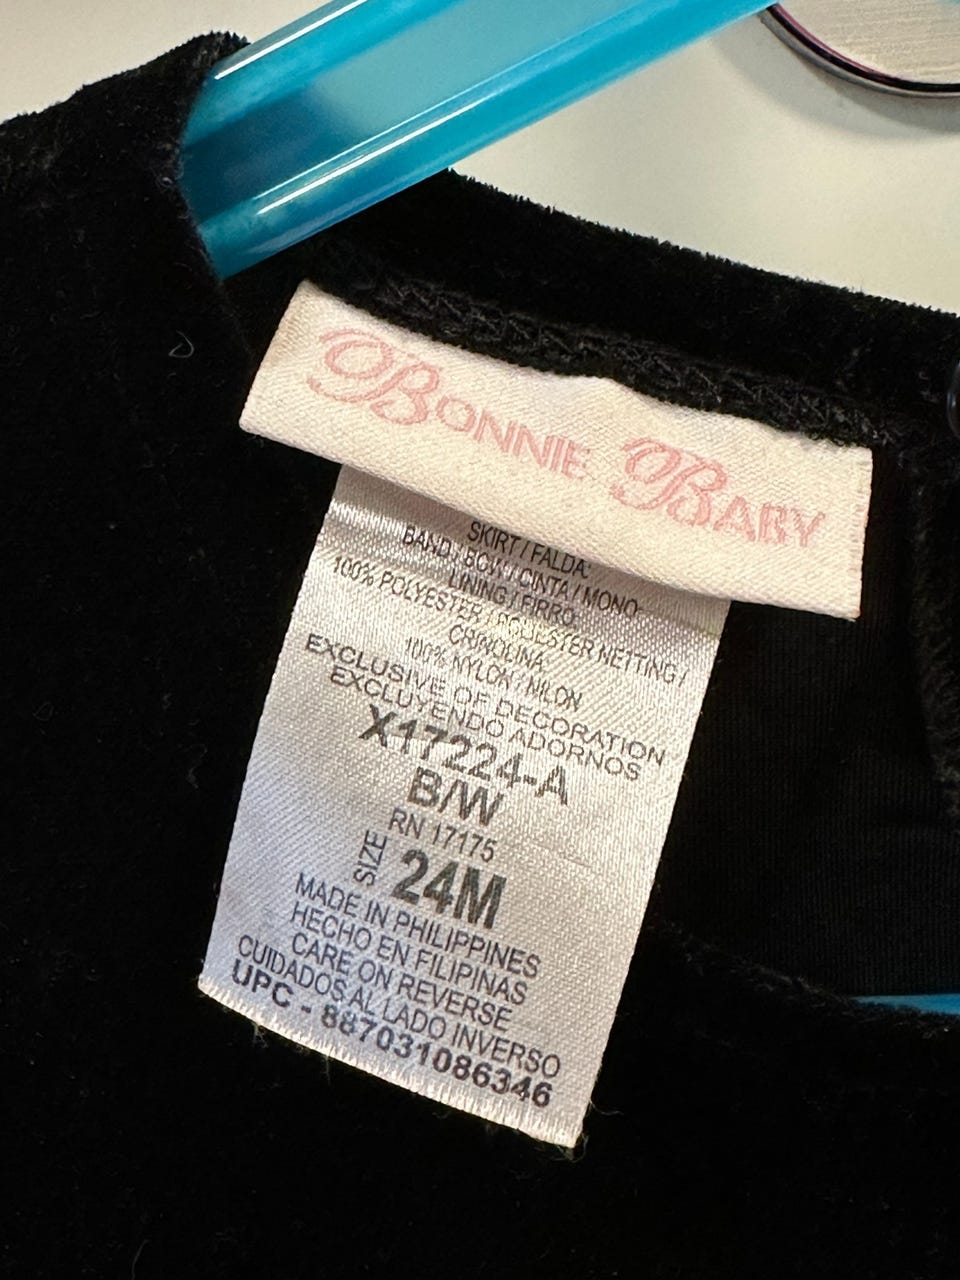 BONNIE BABY
SKIRT / FALDA:
BAND / BOW / CINTA / MONO:
LINING / FIRRO:
100% POLYESTER / POLIESTER NETTING /
CRINOLINA:
100% NYLON / NILON
EXCLUSIVE OF DECORATION
EXCLUYENDO ADORNOS
X17224-A
B/W
RN 17175
SIZE 24M
MADE IN PHILIPPINES
HECHO EN FILIPINAS
CARE ON REVERSE
CUIDADOS AL LADO INVERSO
UPC - 887031086346